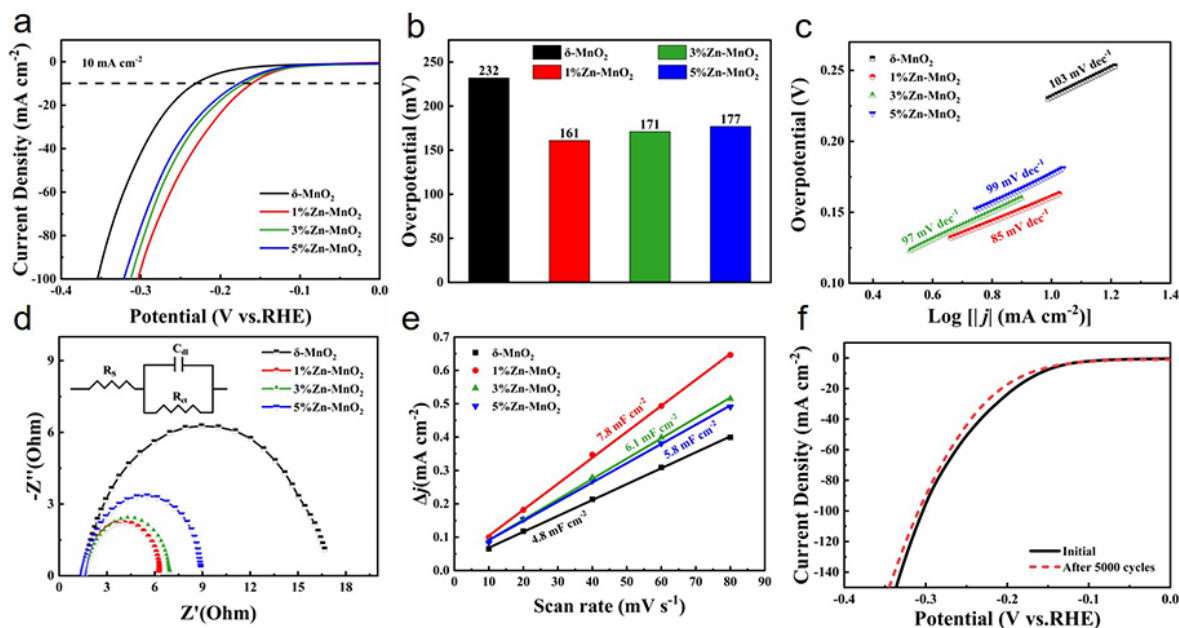 a
Current Density (mA cm⁻²)
0
-20
-40
-60
-80
-100
10 mA cm⁻²
δ-MnO₂
1%Zn-MnO₂
3%Zn-MnO₂
5%Zn-MnO₂
-0.4 -0.3 -0.2 -0.1 0.0
Potential (V vs.RHE)
b
Overpotential (mV)
250
200
150
100
50
0
δ-MnO₂ 3%Zn-MnO₂
1%Zn-MnO₂ 5%Zn-MnO₂
232
161
171
177
c
Overpotential (V)
0.25
0.20
0.15
0.10
δ-MnO₂
1%Zn-MnO₂
3%Zn-MnO₂
5%Zn-MnO₂
103 mV dec⁻¹
99 mV dec⁻¹
97 mV dec⁻¹
85 mV dec⁻¹
0.4 0.6 0.8 1.0 1.2 1.4
Log [|j| (mA cm⁻²)]
d
-Z''(Ohm)
9
6
3
0
Cdl
RS
Rct
δ-MnO₂
1%Zn-MnO₂
3%Zn-MnO₂
5%Zn-MnO₂
0 3 6 9 12 15 18
Z'(Ohm)
e
Δj(mA cm⁻²)
0.7
0.6
0.5
0.4
0.3
0.2
0.1
0.0
δ-MnO₂
1%Zn-MnO₂
3%Zn-MnO₂
5%Zn-MnO₂
7.8 mF cm⁻²
6.1 mF cm⁻²
5.8 mF cm⁻²
4.8 mF cm⁻²
0 10 20 30 40 50 60 70 80 90
Scan rate (mV s⁻¹)
f
Current Density (mA cm⁻²)
0
-20
-40
-60
-80
-100
-120
-140
Initial
After 5000 cycles
-0.4 -0.3 -0.2 -0.1 0.0
Potential (V vs.RHE)